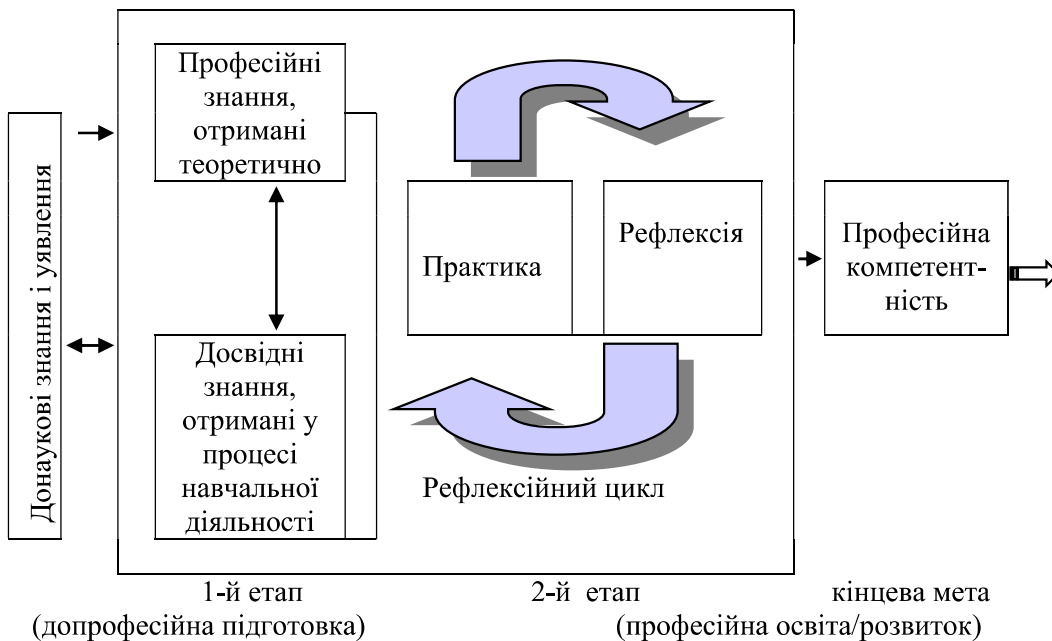 Донаукові знання і уявлення
Професійні
знання,
отримані
теоретично
Досвідні
знання,
отримані у
процесі
навчальної
діяльності
Практика
Рефлексія
Рефлексійний цикл
Професійна
компетент-
ність
1-й етап
2-й етап
кінцева мета
(допрофесійна підготовка)
(професійна освіта/розвиток)